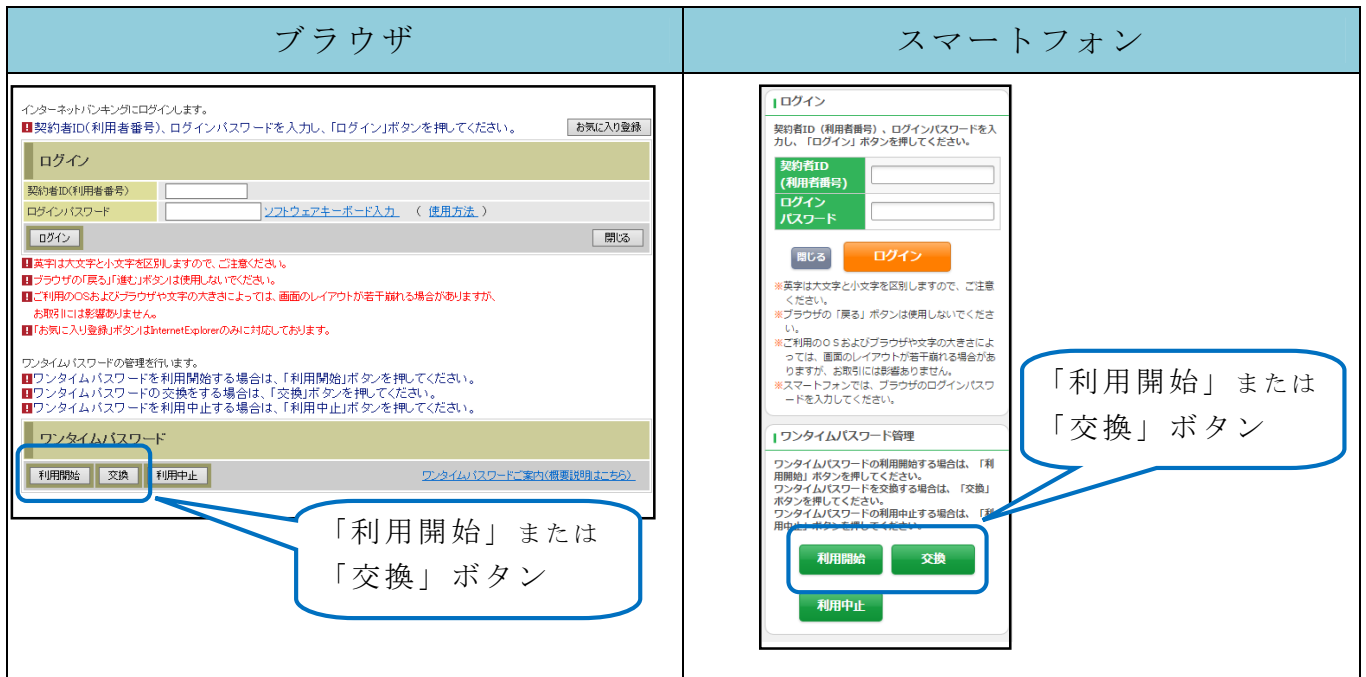 ブラウザ
スマートフォン
インターネットバンキングにログインします。
契約者ID(利用者番号)、ログインパスワードを入力し、「ログイン」ボタンを押してください。
お気に入り登録
ログイン
契約者ID(利用者番号)
ログインパスワード
ソフトウェアキーボード入力 ( 使用方法 )
ログイン
閉じる
英字は大文字と小文字を区別しますので、ご注意ください。
ブラウザの「戻る」「進む」ボタンは使用しないでください。
ご利用のOSおよびブラウザや文字の大きさによっては、画面のレイアウトが若干崩れる場合がありますが、
お取引には影響ありません。
「お気に入り登録」ボタンはInternetExplorerのみに対応しております。
ワンタイムパスワードの管理を行います。
ワンタイムパスワードを利用開始する場合は、「利用開始」ボタンを押してください。
ワンタイムパスワードの交換をする場合は、「交換」ボタンを押してください。
ワンタイムパスワードを利用中止する場合は、「利用中止」ボタンを押してください。
ワンタイムパスワード
利用開始 交換 利用中止
ワンタイムパスワードご案内(概要説明はこちら)
「利用開始」または
「交換」ボタン
ログイン
契約者ID(利用者番号)、ログインパスワードを入
力し、「ログイン」ボタンを押してください。
契約者ID
(利用者番号)
ログイン
パスワード
閉じる
ログイン
※英字は大文字と小文字を区別しますので、ご注意
ください。
※ブラウザの「戻る」ボタンは使用しないでくださ
い。
※ご利用のOSおよびブラウザや文字の大きさによ
っては、画面のレイアウトが若干崩れる場合があ
りますが、お取引には影響ありません。
※スマートフォンでは、ブラウザのログインパスワ
ードを入力してください。
ワンタイムパスワード管理
ワンタイムパスワードの利用開始する場合は、「利
用開始」ボタンを押してください。
ワンタイムパスワードを交換する場合は、「交換」
ボタンを押してください。
ワンタイムパスワードの利用中止する場合は、「利
用中止」ボタンを押してください。
利用開始
交換
利用中止
「利用開始」または
「交換」ボタン